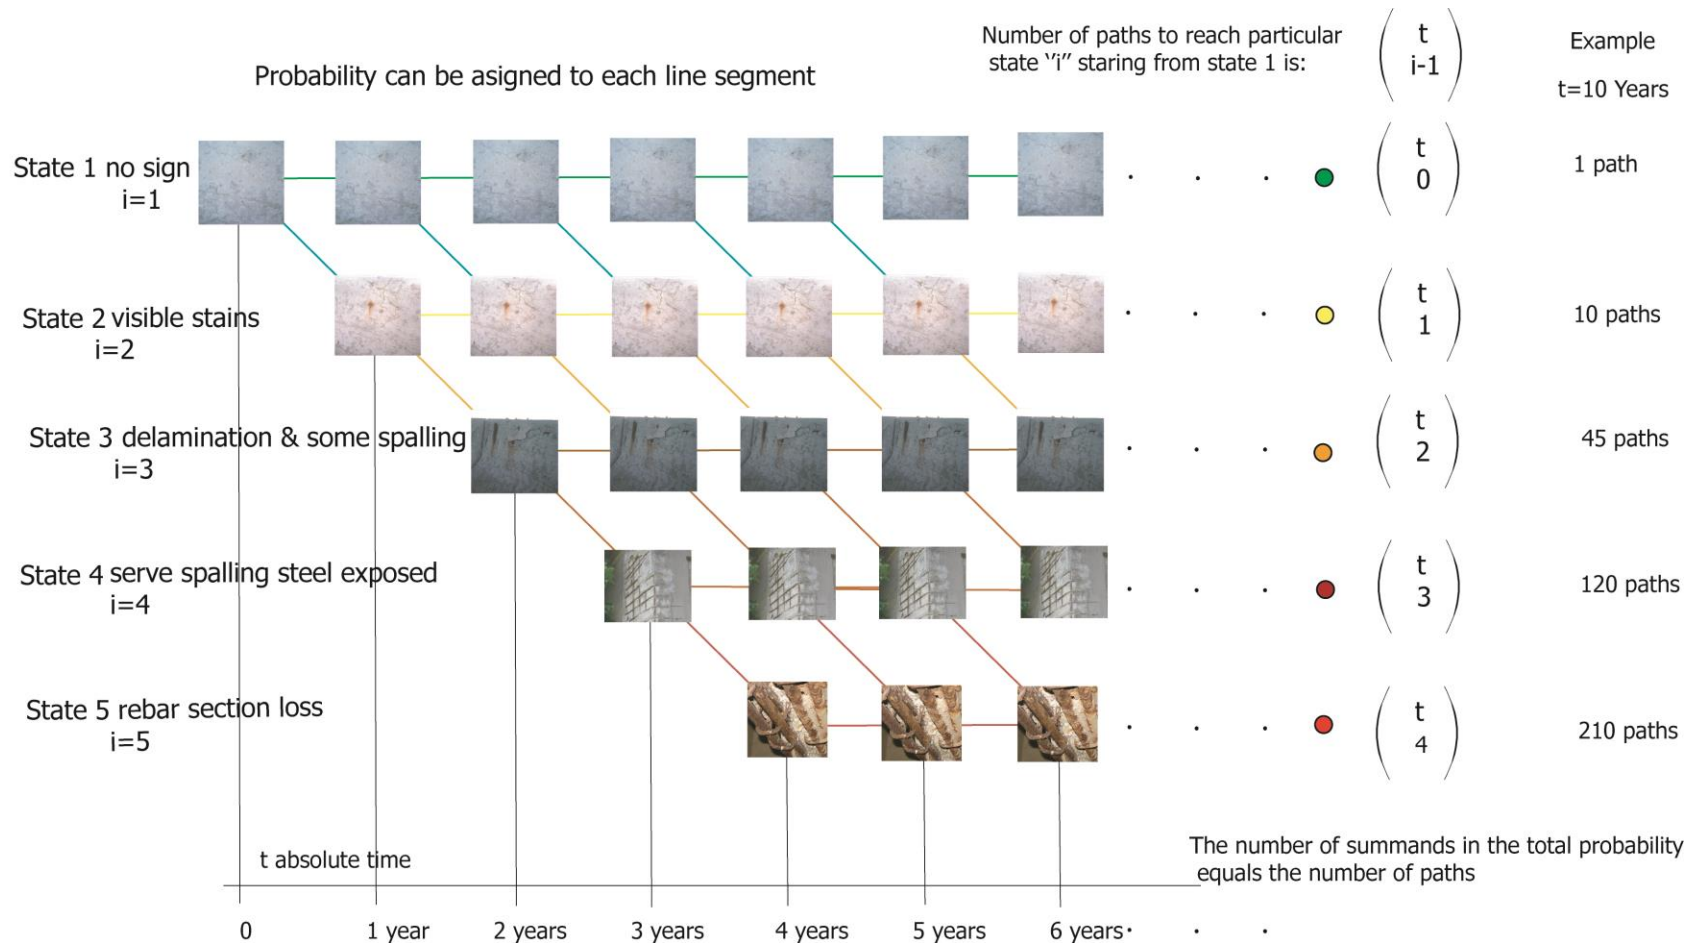 Number of paths to reach particular
state ‘‘i’’ staring from state 1 is:
t
i-1
Example
t=10 Years
Probability can be asigned to each line segment
State 1 no sign
i=1
t
0
1 path
State 2 visible stains
i=2
t
1
10 paths
State 3 delamination & some spalling
i=3
t
2
45 paths
State 4 serve spalling steel exposed
i=4
t
3
120 paths
State 5 rebar section loss
i=5
t
4
210 paths
The number of summands in the total probability
equals the number of paths
t absolute time
0
1 year
2 years
3 years
4 years
5 years
6 years